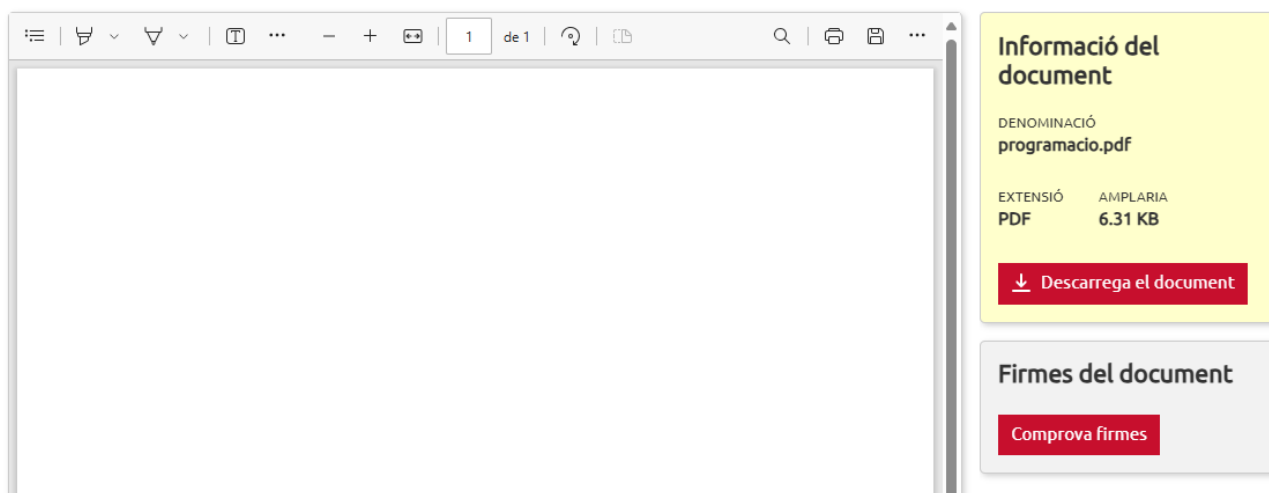 1 de 1
Informació del
document
DENOMINACIÓ
programacio.pdf
EXTENSIÓ AMPLARIA
PDF 6.31 KB
Descarrega el document
Firmes del document
Comprova firmes